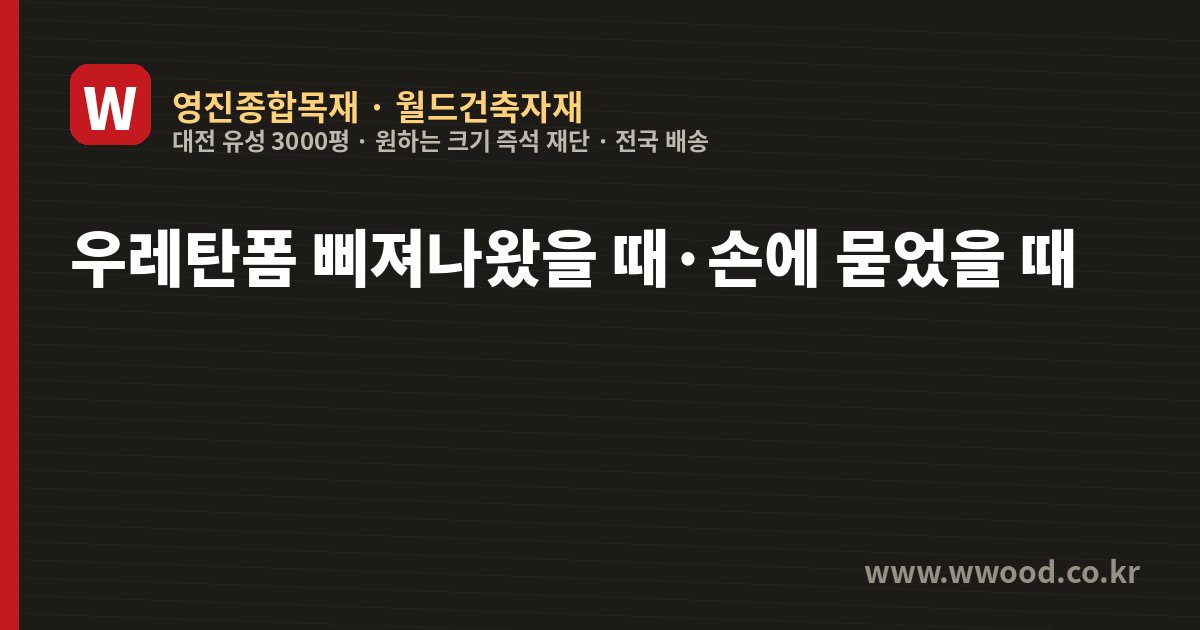 W
영진종합목재 · 월드건축자재
대전 유성 3000평 · 원하는 크기 즉석 재단 · 전국 배송
우레탄폼 삐져나왔을 때·손에 묻었을 때
www.wwood.co.kr